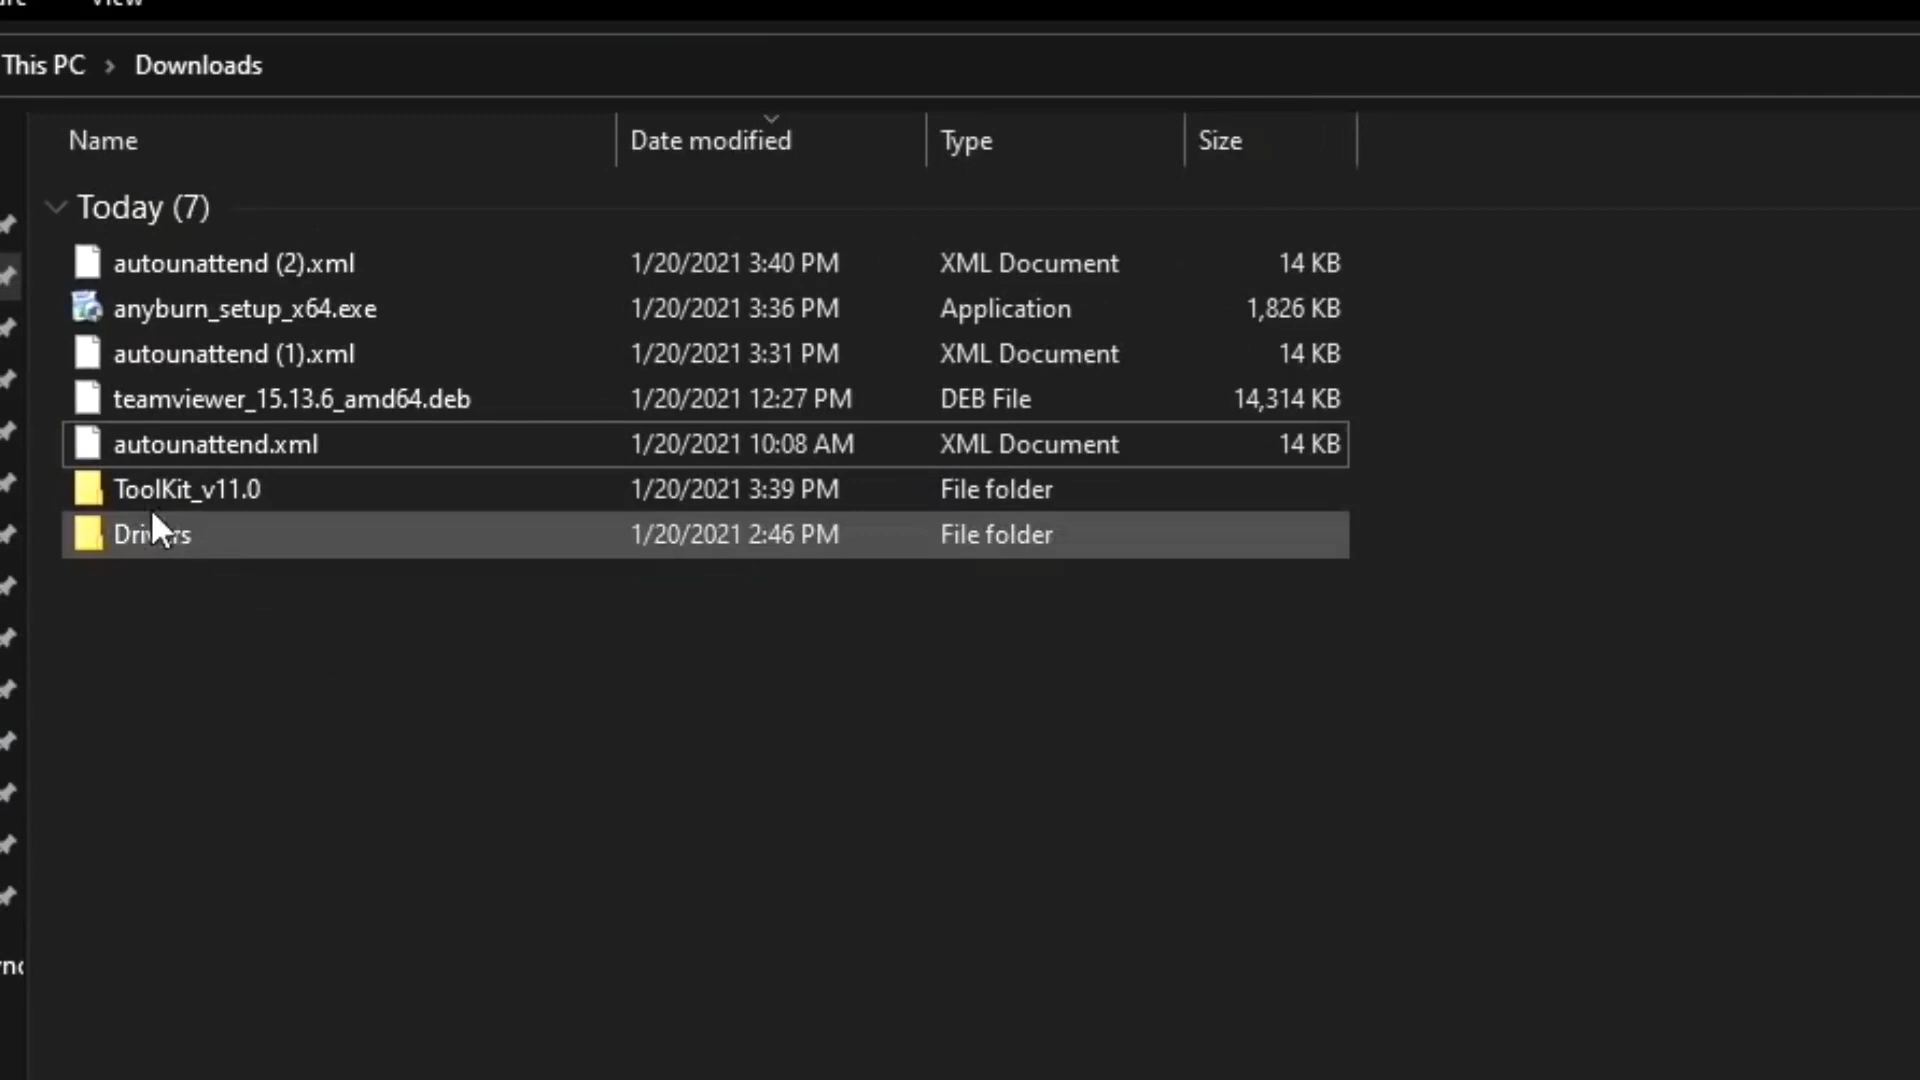 View
This PC > Downloads
Name Date modified Type Size
Today (7)
autounattend (2).xml 1/20/2021 3:40 PM XML Document 14 KB
anyburn_setup_x64.exe 1/20/2021 3:36 PM Application 1,826 KB
autounattend (1).xml 1/20/2021 3:31 PM XML Document 14 KB
teamviewer_15.13.6_amd64.deb 1/20/2021 12:27 PM DEB File 14,314 KB
autounattend.xml 1/20/2021 10:08 AM XML Document 14 KB
ToolKit_v11.0 1/20/2021 3:39 PM File folder
Drivers 1/20/2021 2:46 PM File folder